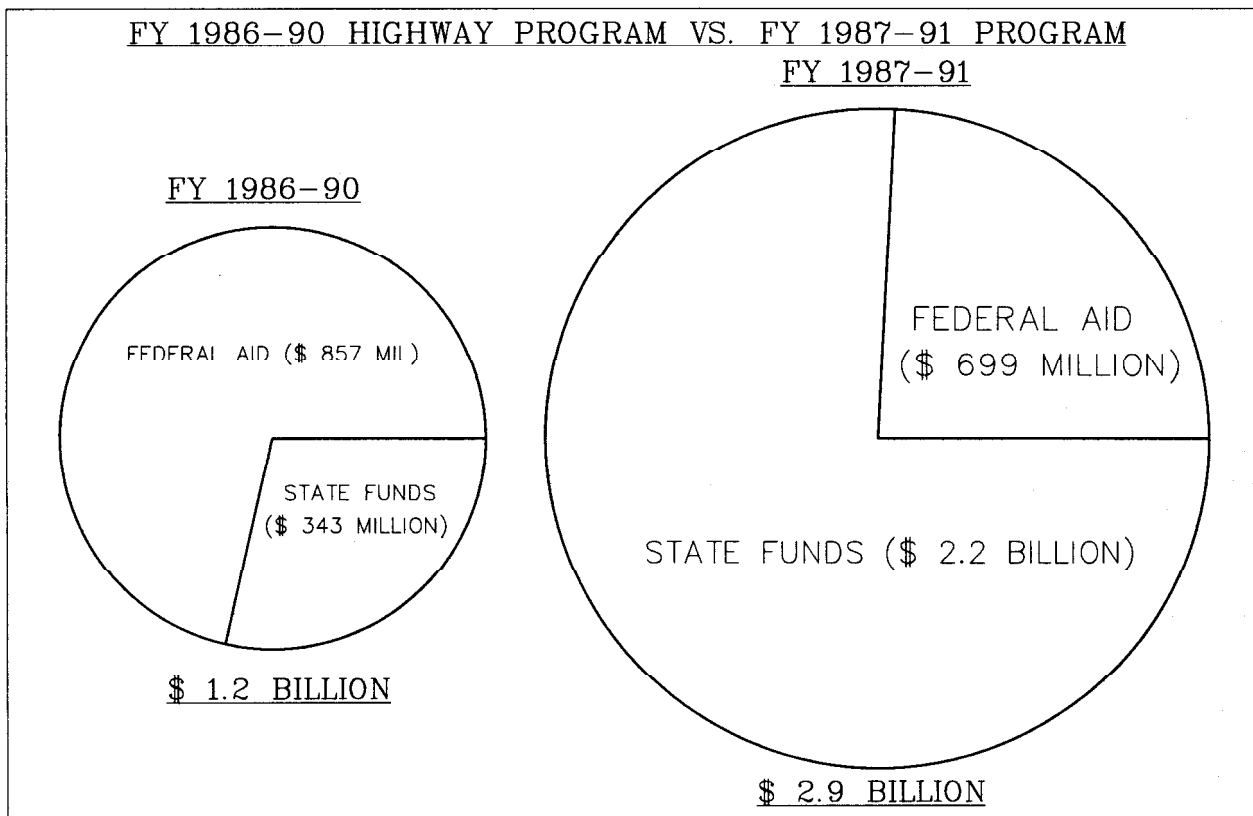 FY 1986-90 HIGHWAY PROGRAM VS. FY 1987-91 PROGRAM
FY 1987-91
FY 1986-90
FEDERAL AID ($ 857 MIL)
STATE FUNDS
($ 343 MILLION)
$ 1.2 BILLION
FEDERAL AID
($ 699 MILLION)
STATE FUNDS ($ 2.2 BILLION)
$ 2.9 BILLION